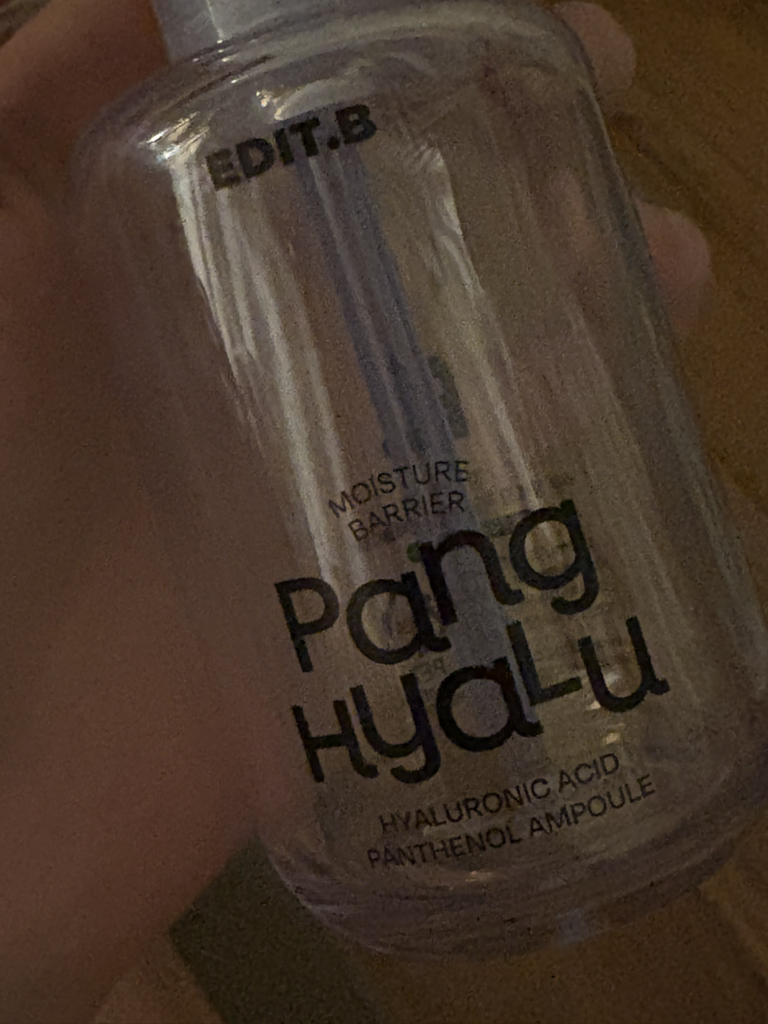 EDIT.B
MOISTURE
BARRIER
Pang
HyaLu
HYALURONIC ACID
PANTHENOL AMPOULE